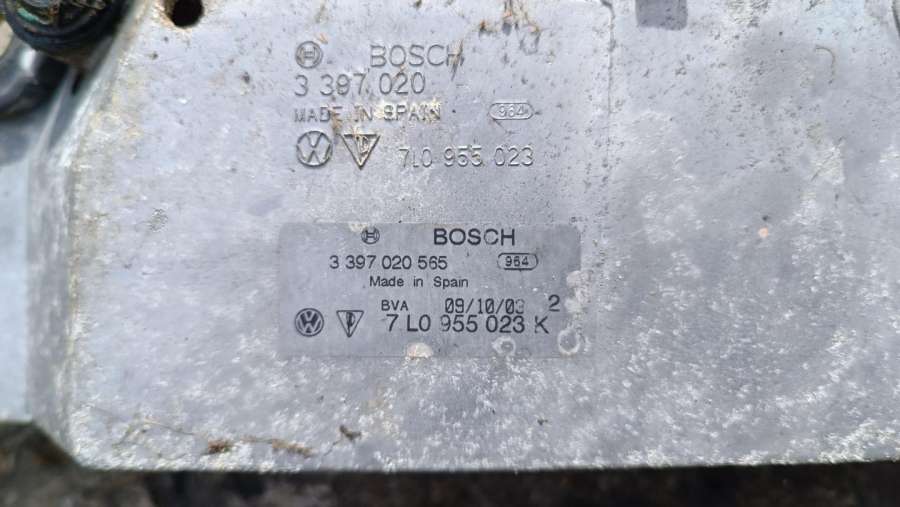 BOSCH
3 397 020
MADE IN SPAIN 964
7L0 955 023
BOSCH
3 397 020 565 964
Made in Spain
BVA 09/10/03 2
7 L0 955 023 K